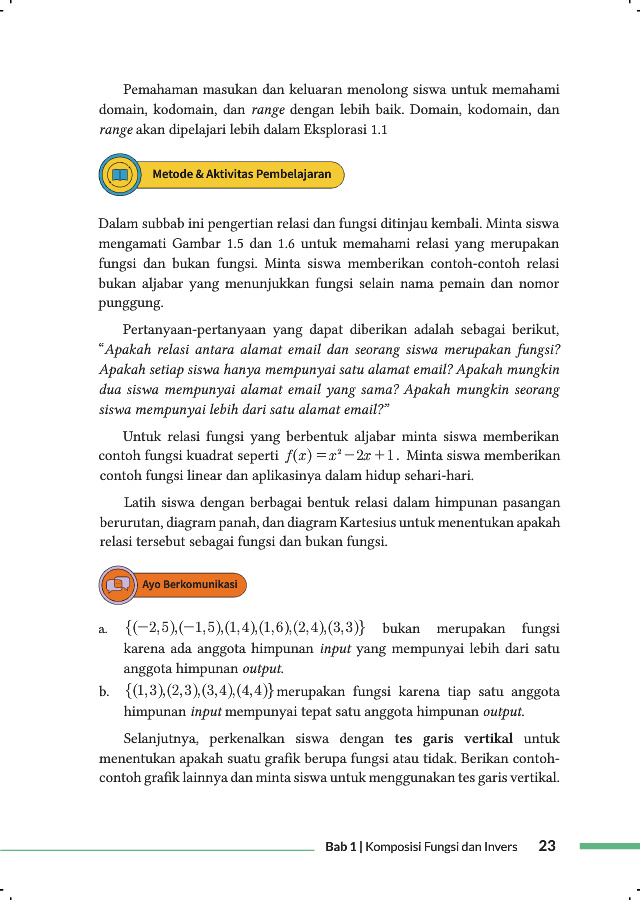 Pemahaman masukan dan keluaran menolong siswa untuk memahami
domain, kodomain, dan range dengan lebih baik. Domain, kodomain, dan
range akan dipelajari lebih dalam Eksplorasi 1.1
Metode & Aktivitas Pembelajaran
Dalam subbab ini pengertian relasi dan fungsi ditinjau kembali. Minta siswa
mengamati Gambar 1.5 dan 1.6 untuk memahami relasi yang merupakan
fungsi dan bukan fungsi. Minta siswa memberikan contoh-contoh relasi
bukan aljabar yang menunjukkan fungsi selain nama pemain dan nomor
punggung.
Pertanyaan-pertanyaan yang dapat diberikan adalah sebagai berikut,
“Apakah relasi antara alamat email dan seorang siswa merupakan fungsi?
Apakah setiap siswa hanya mempunyai satu alamat email? Apakah mungkin
dua siswa mempunyai alamat email yang sama? Apakah mungkin seorang
siswa mempunyai lebih dari satu alamat email?”
Untuk relasi fungsi yang berbentuk aljabar minta siswa memberikan
contoh fungsi kuadrat seperti f(x) = x² − 2x + 1. Minta siswa memberikan
contoh fungsi linear dan aplikasinya dalam hidup sehari-hari.
Latih siswa dengan berbagai bentuk relasi dalam himpunan pasangan
berurutan, diagram panah, dan diagram Kartesius untuk menentukan apakah
relasi tersebut sebagai fungsi dan bukan fungsi.
Ayo Berkomunikasi
a. {(−2,5),(−1,5),(1,4),(1,6),(2,4),(3,3)} bukan merupakan fungsi
karena ada anggota himpunan input yang mempunyai lebih dari satu
anggota himpunan output.
b. {(1,3),(2,3),(3,4),(4,4)} merupakan fungsi karena tiap satu anggota
himpunan input mempunyai tepat satu anggota himpunan output.
Selanjutnya, perkenalkan siswa dengan tes garis vertikal untuk
menentukan apakah suatu grafik berupa fungsi atau tidak. Berikan contoh-
contoh grafik lainnya dan minta siswa untuk menggunakan tes garis vertikal.
Bab 1 | Komposisi Fungsi dan Invers 23